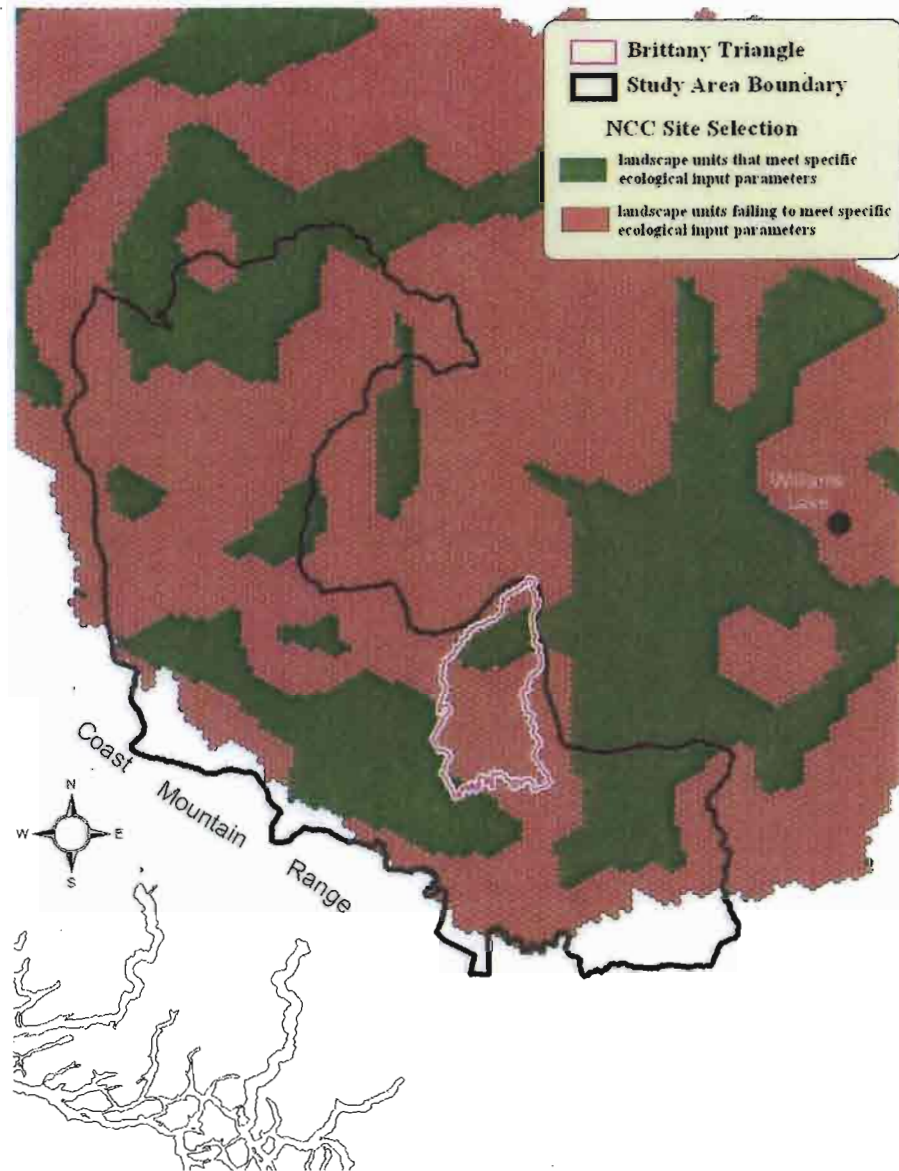 Brittany Triangle
Study Area Boundary
NCC Site Selection
landscape units that meet specific
ecological input parameters
landscape units failing to meet specific
ecological input parameters
Williams
Lake
Coast
Mountain
Range
N
W
E
S